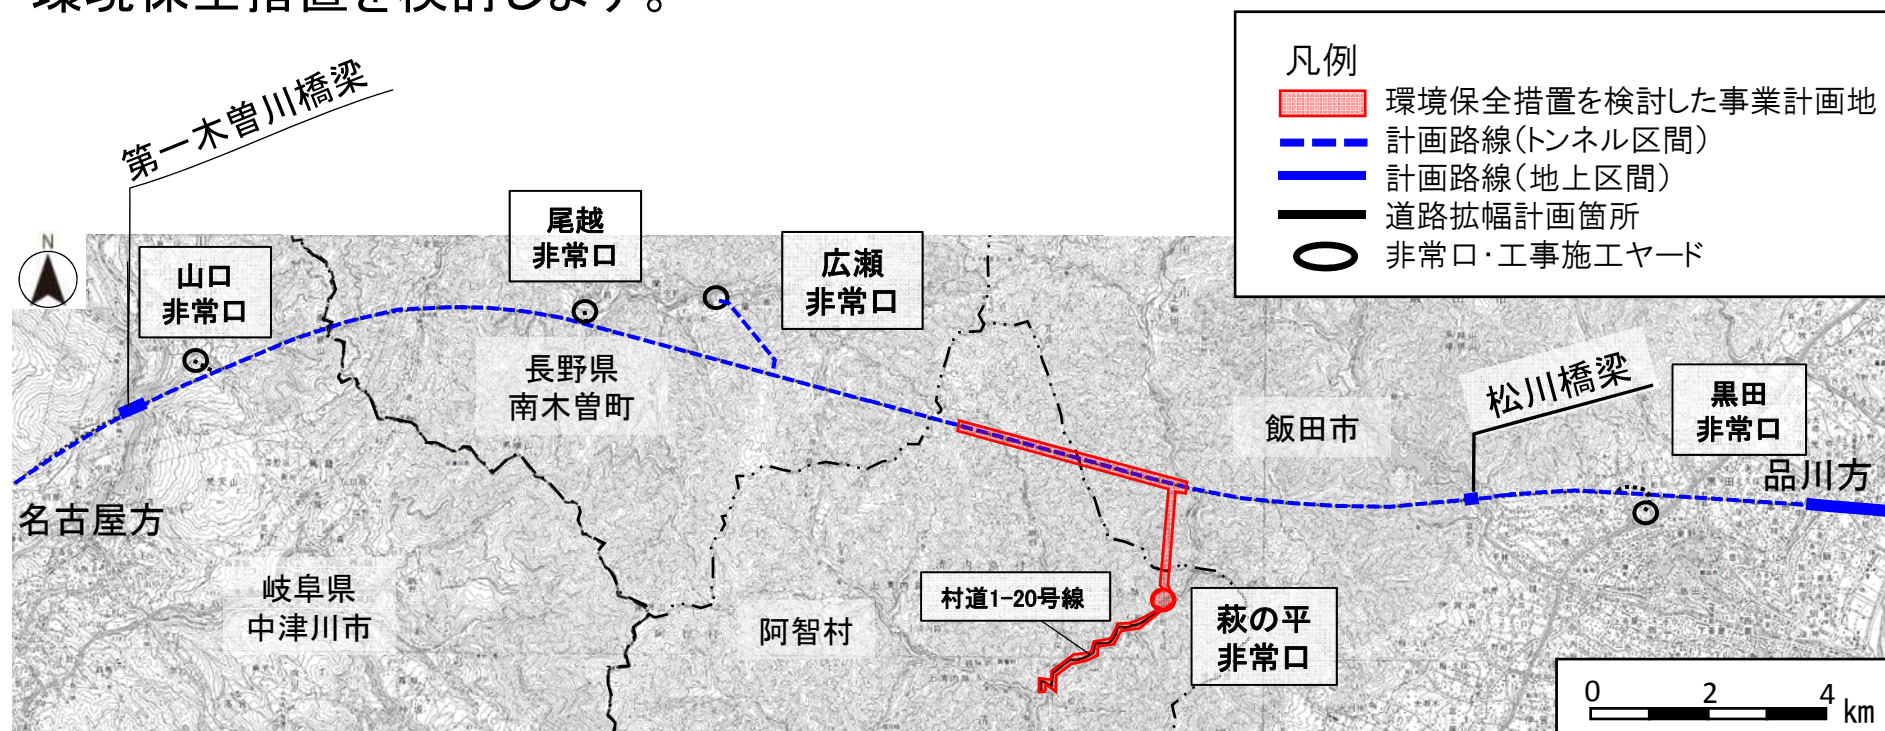 環境保全措置を検討します。
凡例
環境保全措置を検討した事業計画地
計画路線(トンネル区間)
計画路線(地上区間)
道路拡幅計画箇所
非常口・工事施工ヤード
第一木曽川橋梁
N
山口
非常口
尾越
非常口
広瀬
非常口
長野県
南木曽町
松川橋梁
黒田
非常口
飯田市
品川方
名古屋方
岐阜県
中津川市
阿智村
村道1-20号線
萩の平
非常口
0 2 4 km